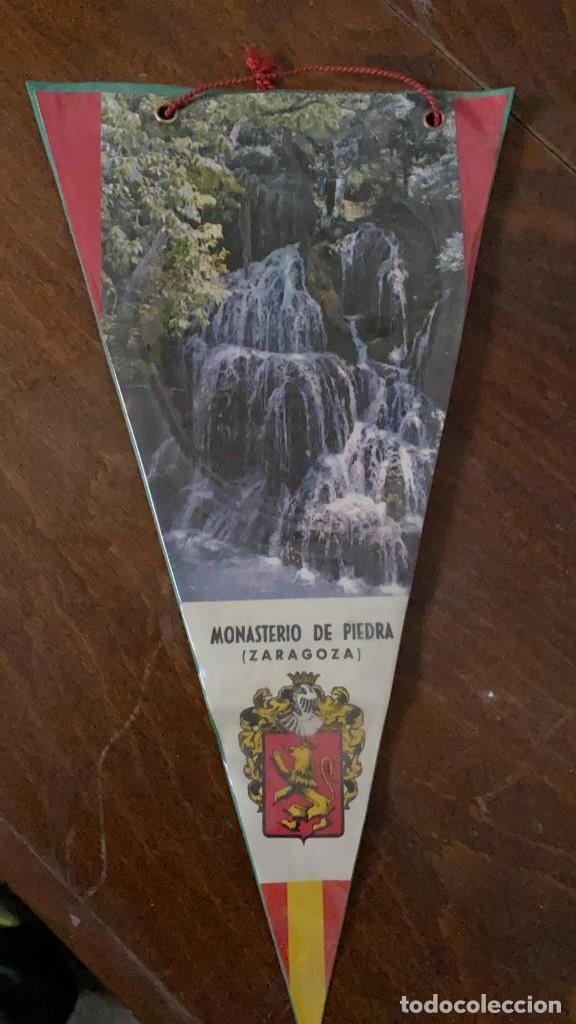 MONASTERIO DE PIEDRA
(ZARAGOZA)
todocoleccion